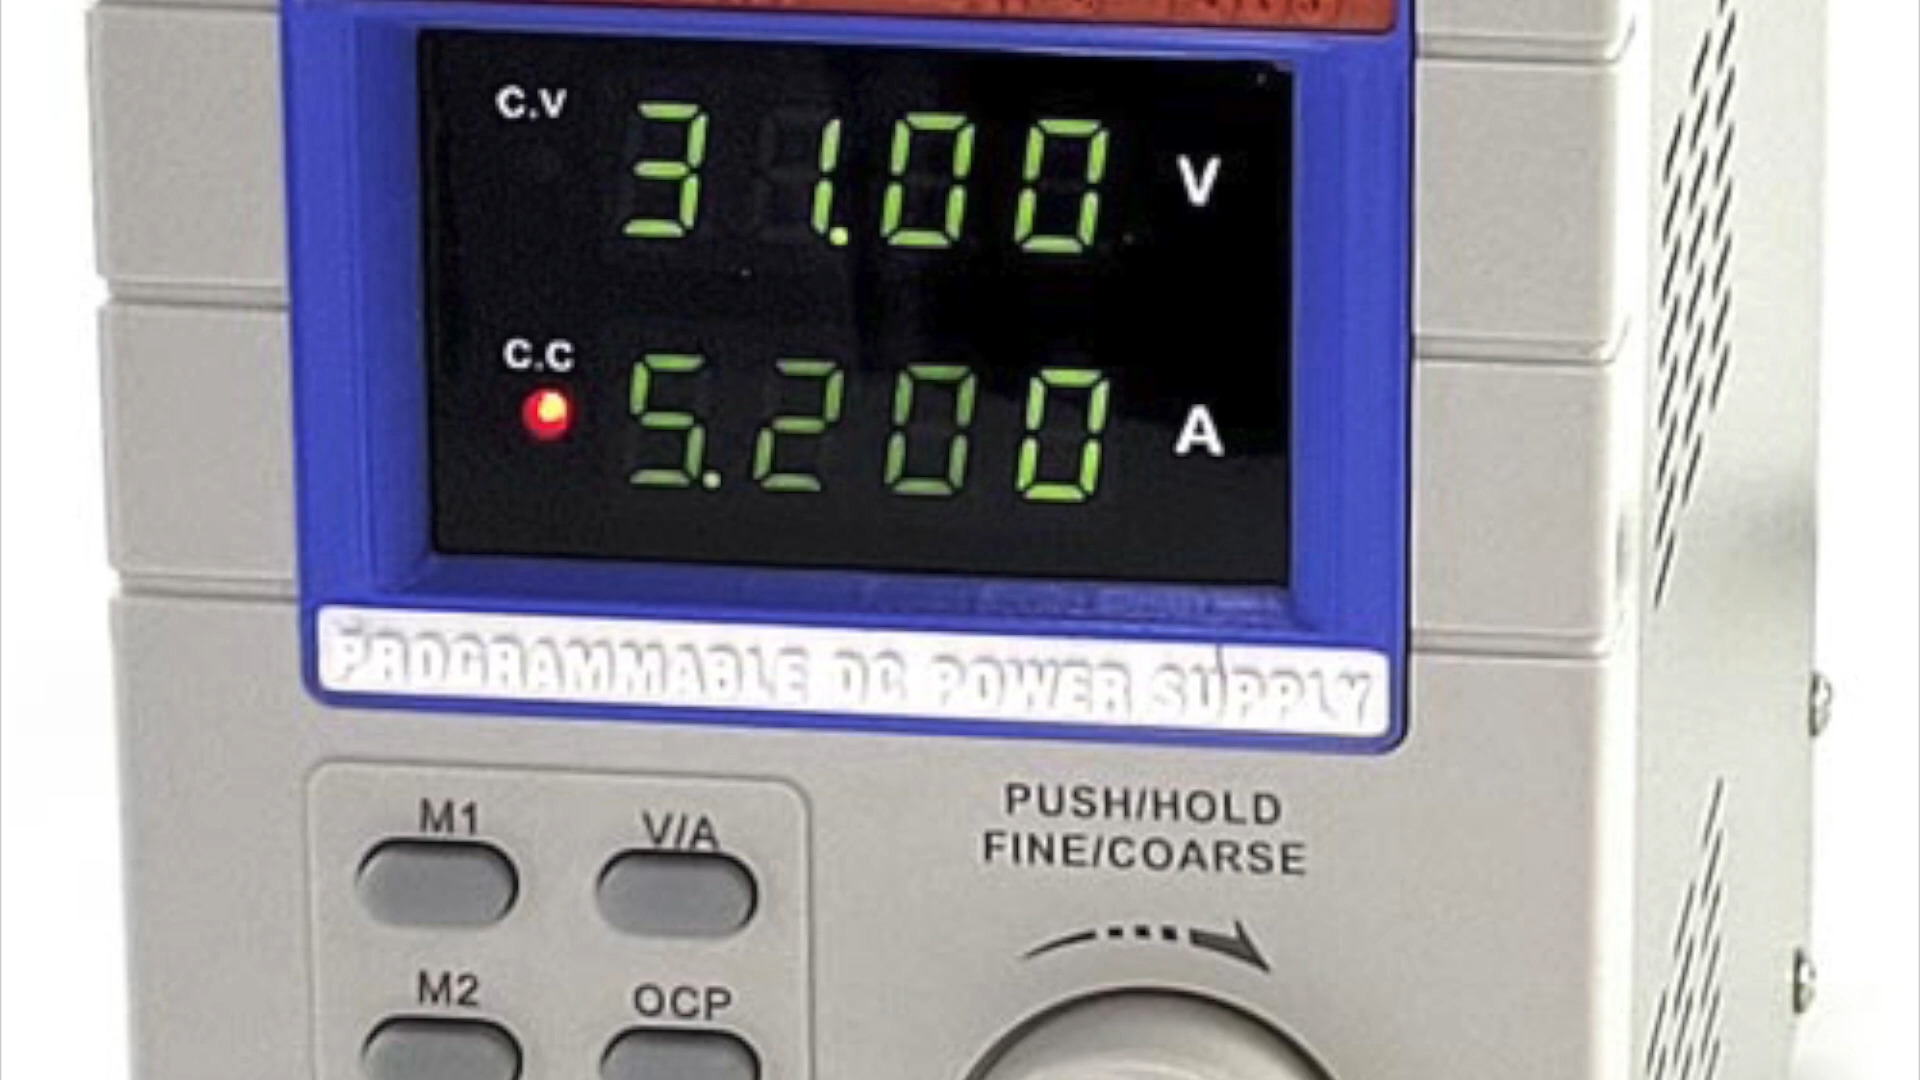 C.V 31.00 V
C.C 5.200 A
PROGRAMMABLE DC POWER SUPPLY
M1
V/A
PUSH/HOLD
FINE/COARSE
M2
OCP